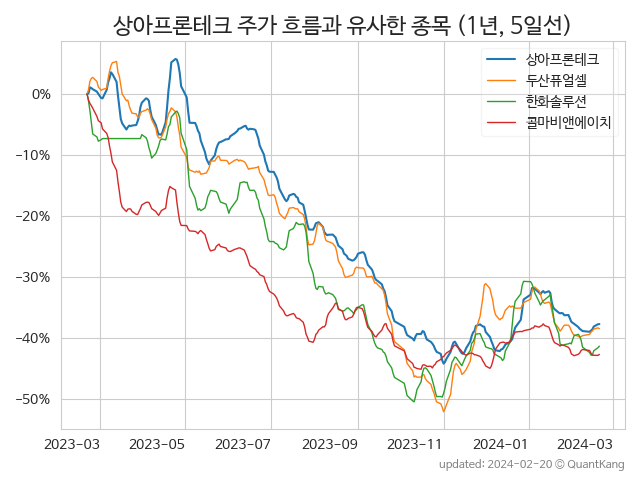 상아프론테크 주가 흐름과 유사한 종목 (1년, 5일선)
상아프론테크
두산퓨얼셀
한화솔루션
콜마비앤에이치
0%
−10%
−20%
−30%
−40%
−50%
2023-03
2023-05
2023-07
2023-09
2023-11
2024-01
2024-03
updated: 2024-02-20 © QuantKang